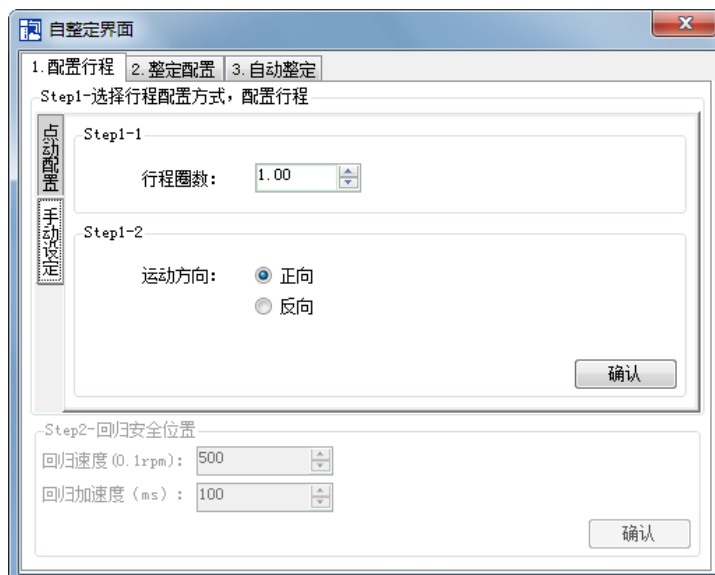 自整定界面
1.配置行程 2.整定配置 3.自动整定
Step1-选择行程配置方式，配置行程
点动配置
手动设定
Step1-1
行程圈数： 1.00
Step1-2
运动方向： 正向
反向
确认
Step2-回归安全位置
回归速度(0.1rpm)： 500
回归加速度（ms）： 100
确认